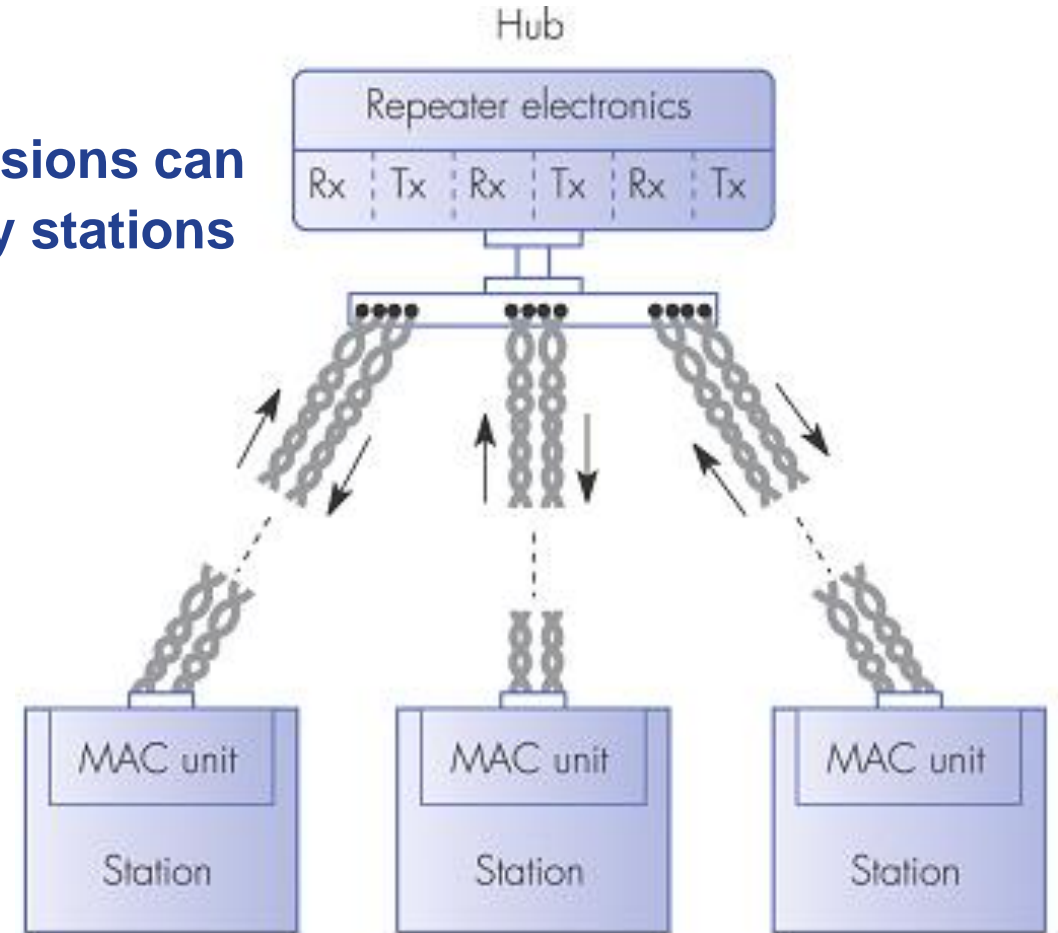 Hub
Repeater electronics
sions can
Rx Tx Rx Tx Rx Tx
y stations
MAC unit MAC unit MAC unit
Station Station Station